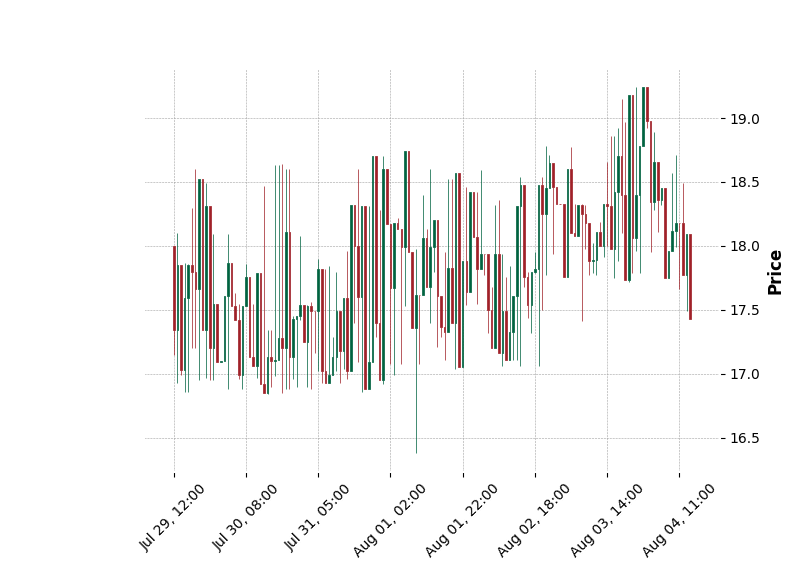 19.0
18.5
18.0
17.5
17.0
16.5
Price
Jul 29, 12:00
Jul 30, 08:00
Jul 31, 05:00
Aug 01, 02:00
Aug 01, 22:00
Aug 02, 18:00
Aug 03, 14:00
Aug 04, 11:00